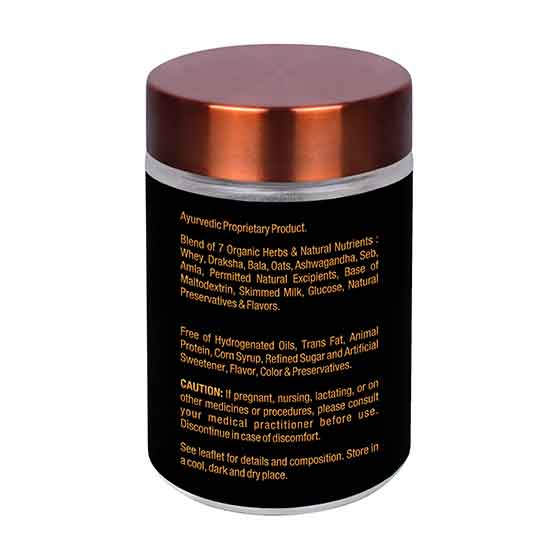 Ayurvedic Proprietary Product.
Blend of 7 Organic Herbs & Natural Nutrients :
Whey, Draksha, Bala, Oats, Ashwagandha, Seb,
Amla, Permitted Natural Excipients, Base of
Maltodextrin, Skimmed Milk, Glucose, Natural
Preservatives & Flavors.
Free of Hydrogenated Oils, Trans Fat, Animal
Protein, Corn Syrup, Refined Sugar and Artificial
Sweetener, Flavor, Color & Preservatives.
CAUTION: If pregnant, nursing, lactating, or on
other medicines or procedures, please consult
your medical practitioner before use.
Discontinue in case of discomfort.
See leaflet for details and composition. Store in
a cool, dark and dry place.